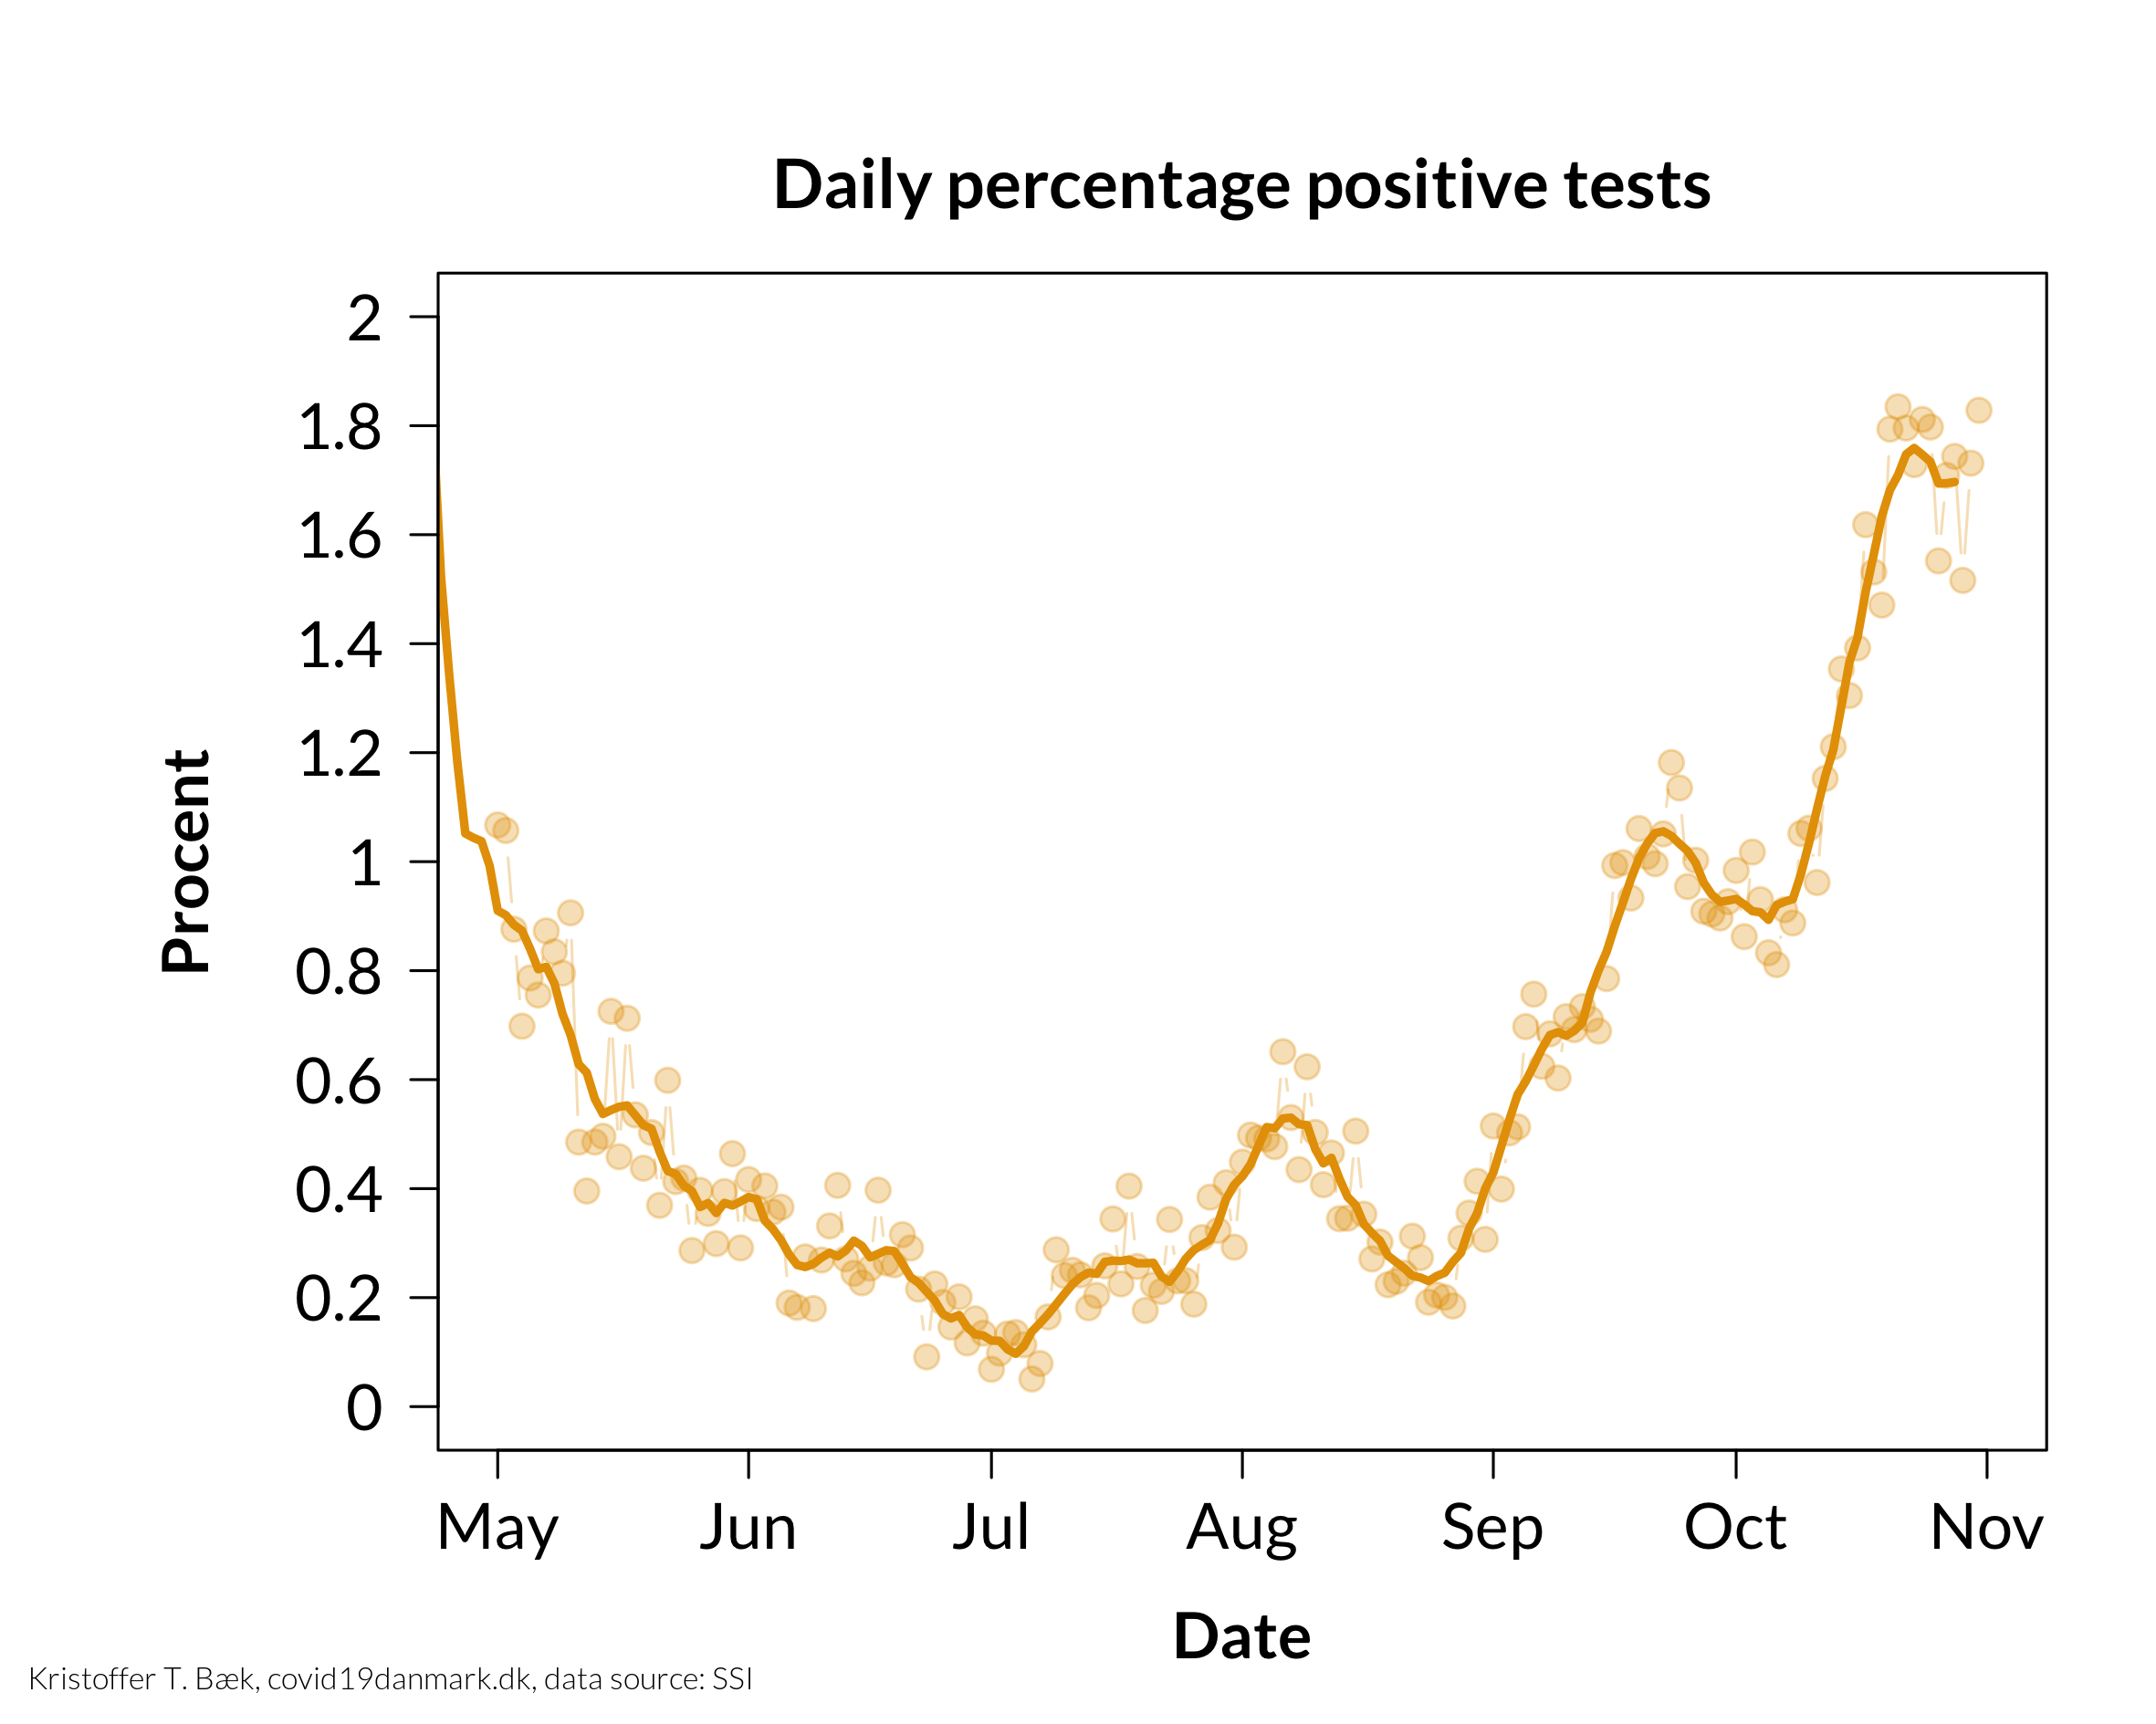 Daily percentage positive tests
2
1.8
1.6
1.4
1.2
1
0.8
0.6
0.4
0.2
0
Procent
May Jun Jul Aug Sep Oct Nov
Date
Kristoffer T. Bæk, covid19danmark.dk, data source: SSI